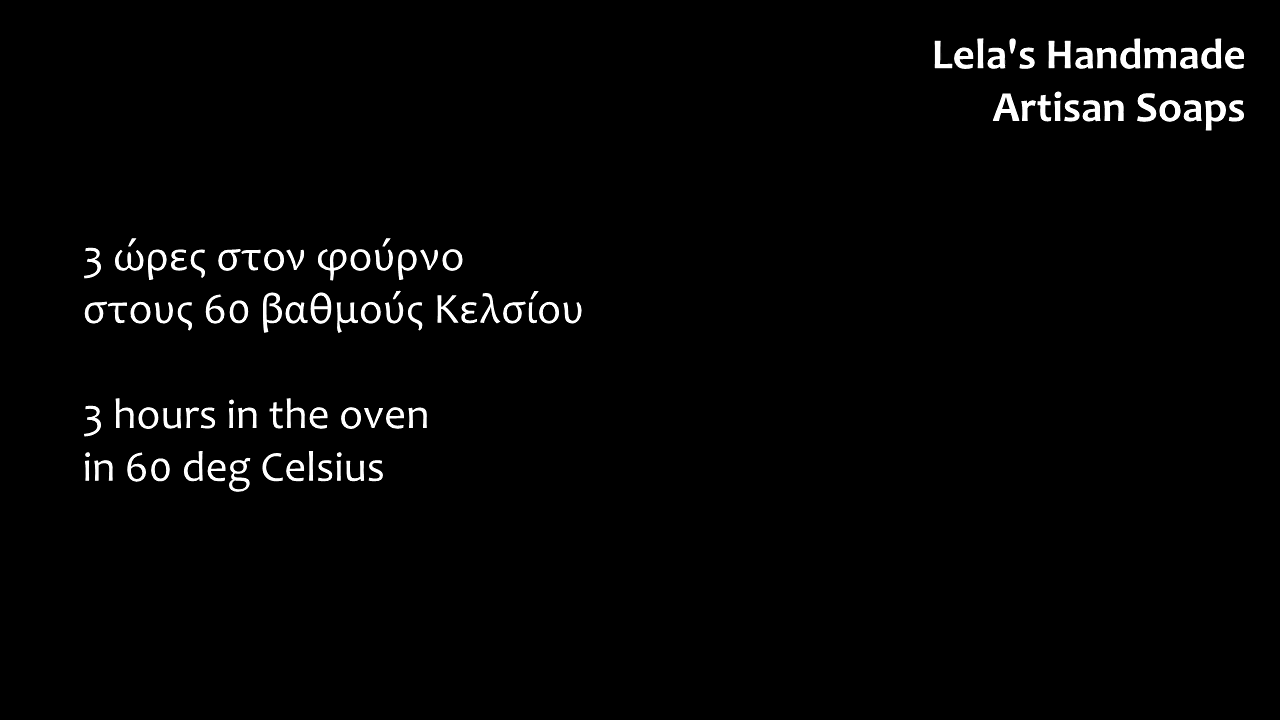 Lela's Handmade
Artisan Soaps
3 ώρες στον φούρνο
στους 60 βαθμούς Κελσίου
3 hours in the oven
in 60 deg Celsius